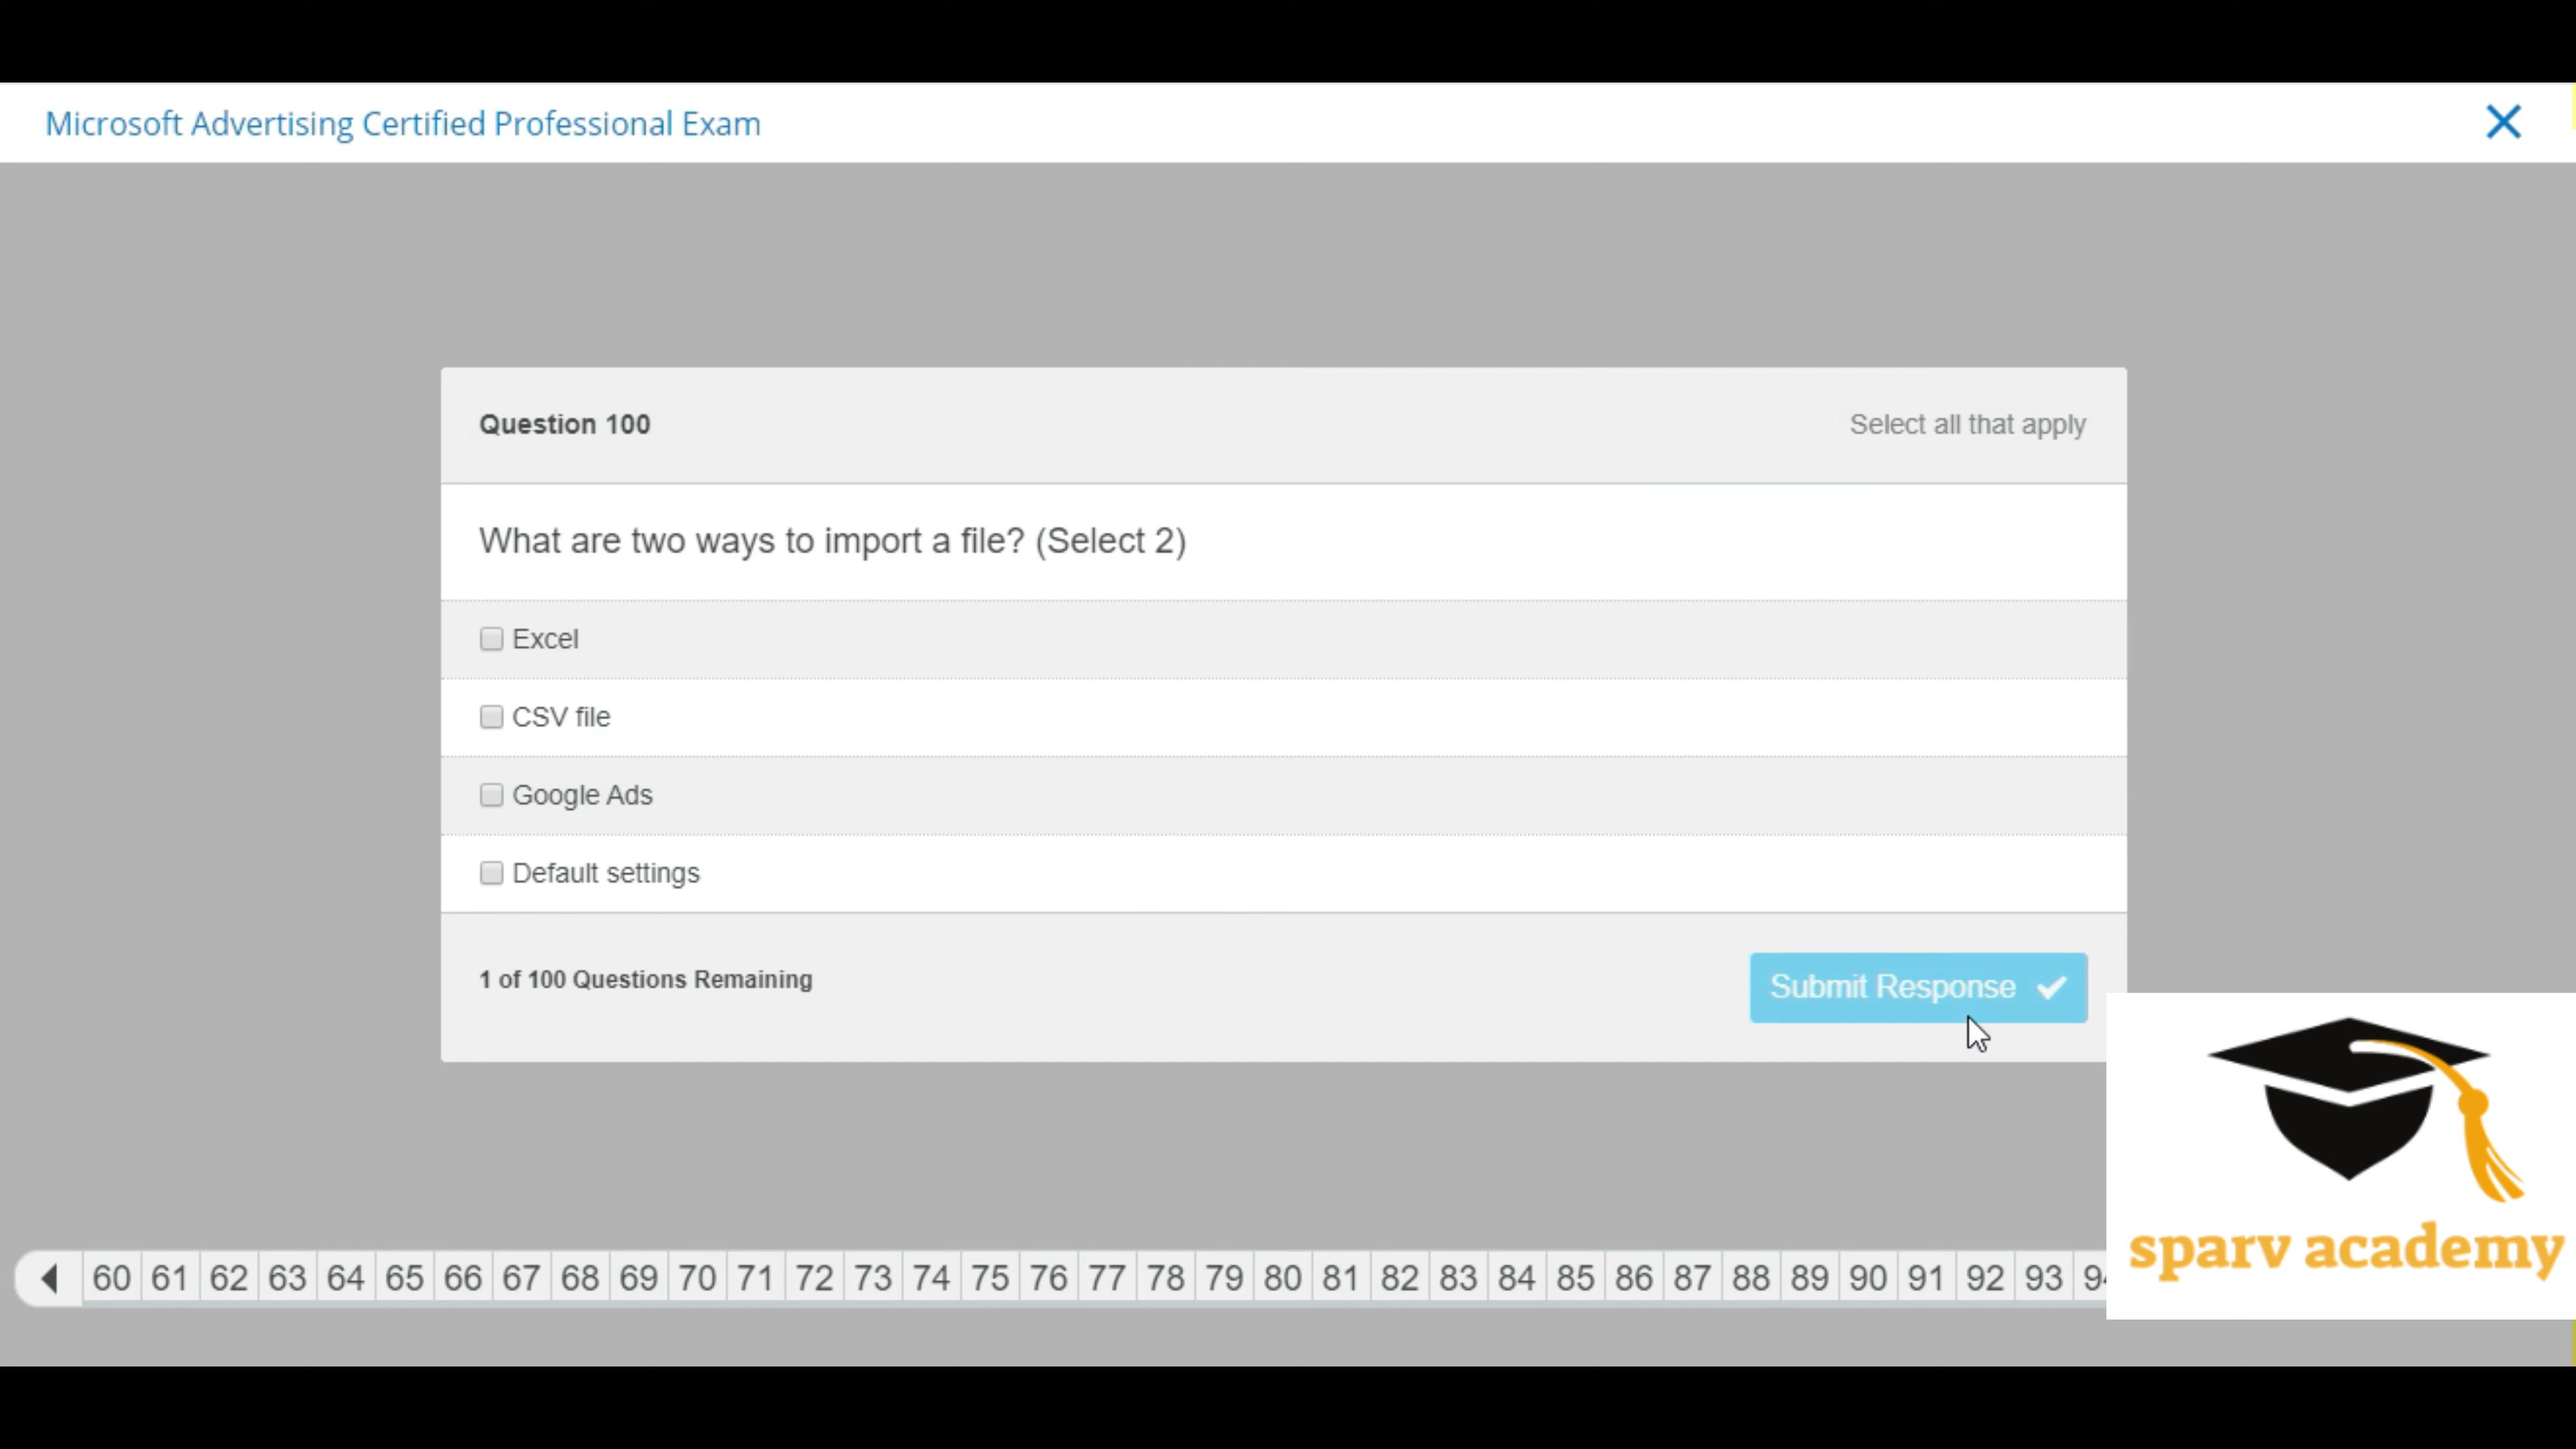 Microsoft Advertising Certified Professional Exam
Question 100
Select all that apply
What are two ways to import a file? (Select 2)
Excel
CSV file
Google Ads
Default settings
1 of 100 Questions Remaining
Submit Response
60 61 62 63 64 65 66 67 68 69 70 71 72 73 74 75 76 77 78 79 80 81 82 83 84 85 86 87 88 89 90 91 92 93
sparv academy